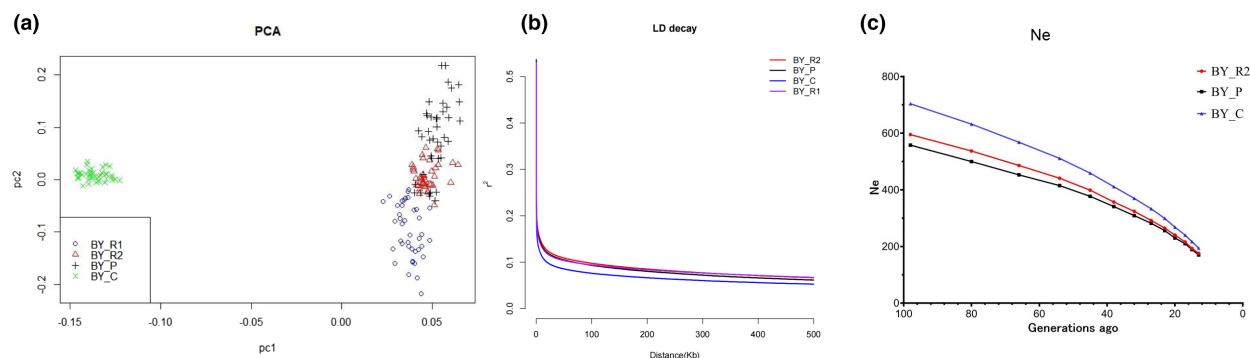 (a)
PCA
pc2
0.2
0.1
0.0
-0.1
-0.2
BY_R1
BY_R2
BY_P
BY_C
-0.15
-0.10
-0.05
0.00
0.05
pc1
(b)
LD decay
r²
0.5
0.4
0.3
0.2
0.1
0.0
BY_R2
BY_P
BY_C
BY_R1
0
100
200
300
400
500
Distance(Kb)
(c)
Ne
Ne
800
600
400
200
0
BY_R2
BY_P
BY_C
100
80
60
40
20
0
Generations ago